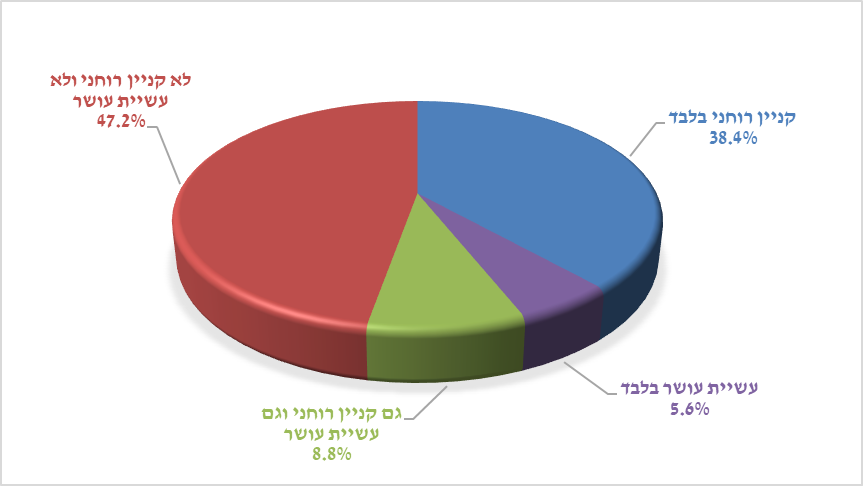 קניין רוחני בלבד
38.4%
עשיית עושר בלבד
5.6%
גם קניין רוחני וגם
עשיית עושר
8.8%
לא קניין רוחני ולא
עשיית עושר
47.2%